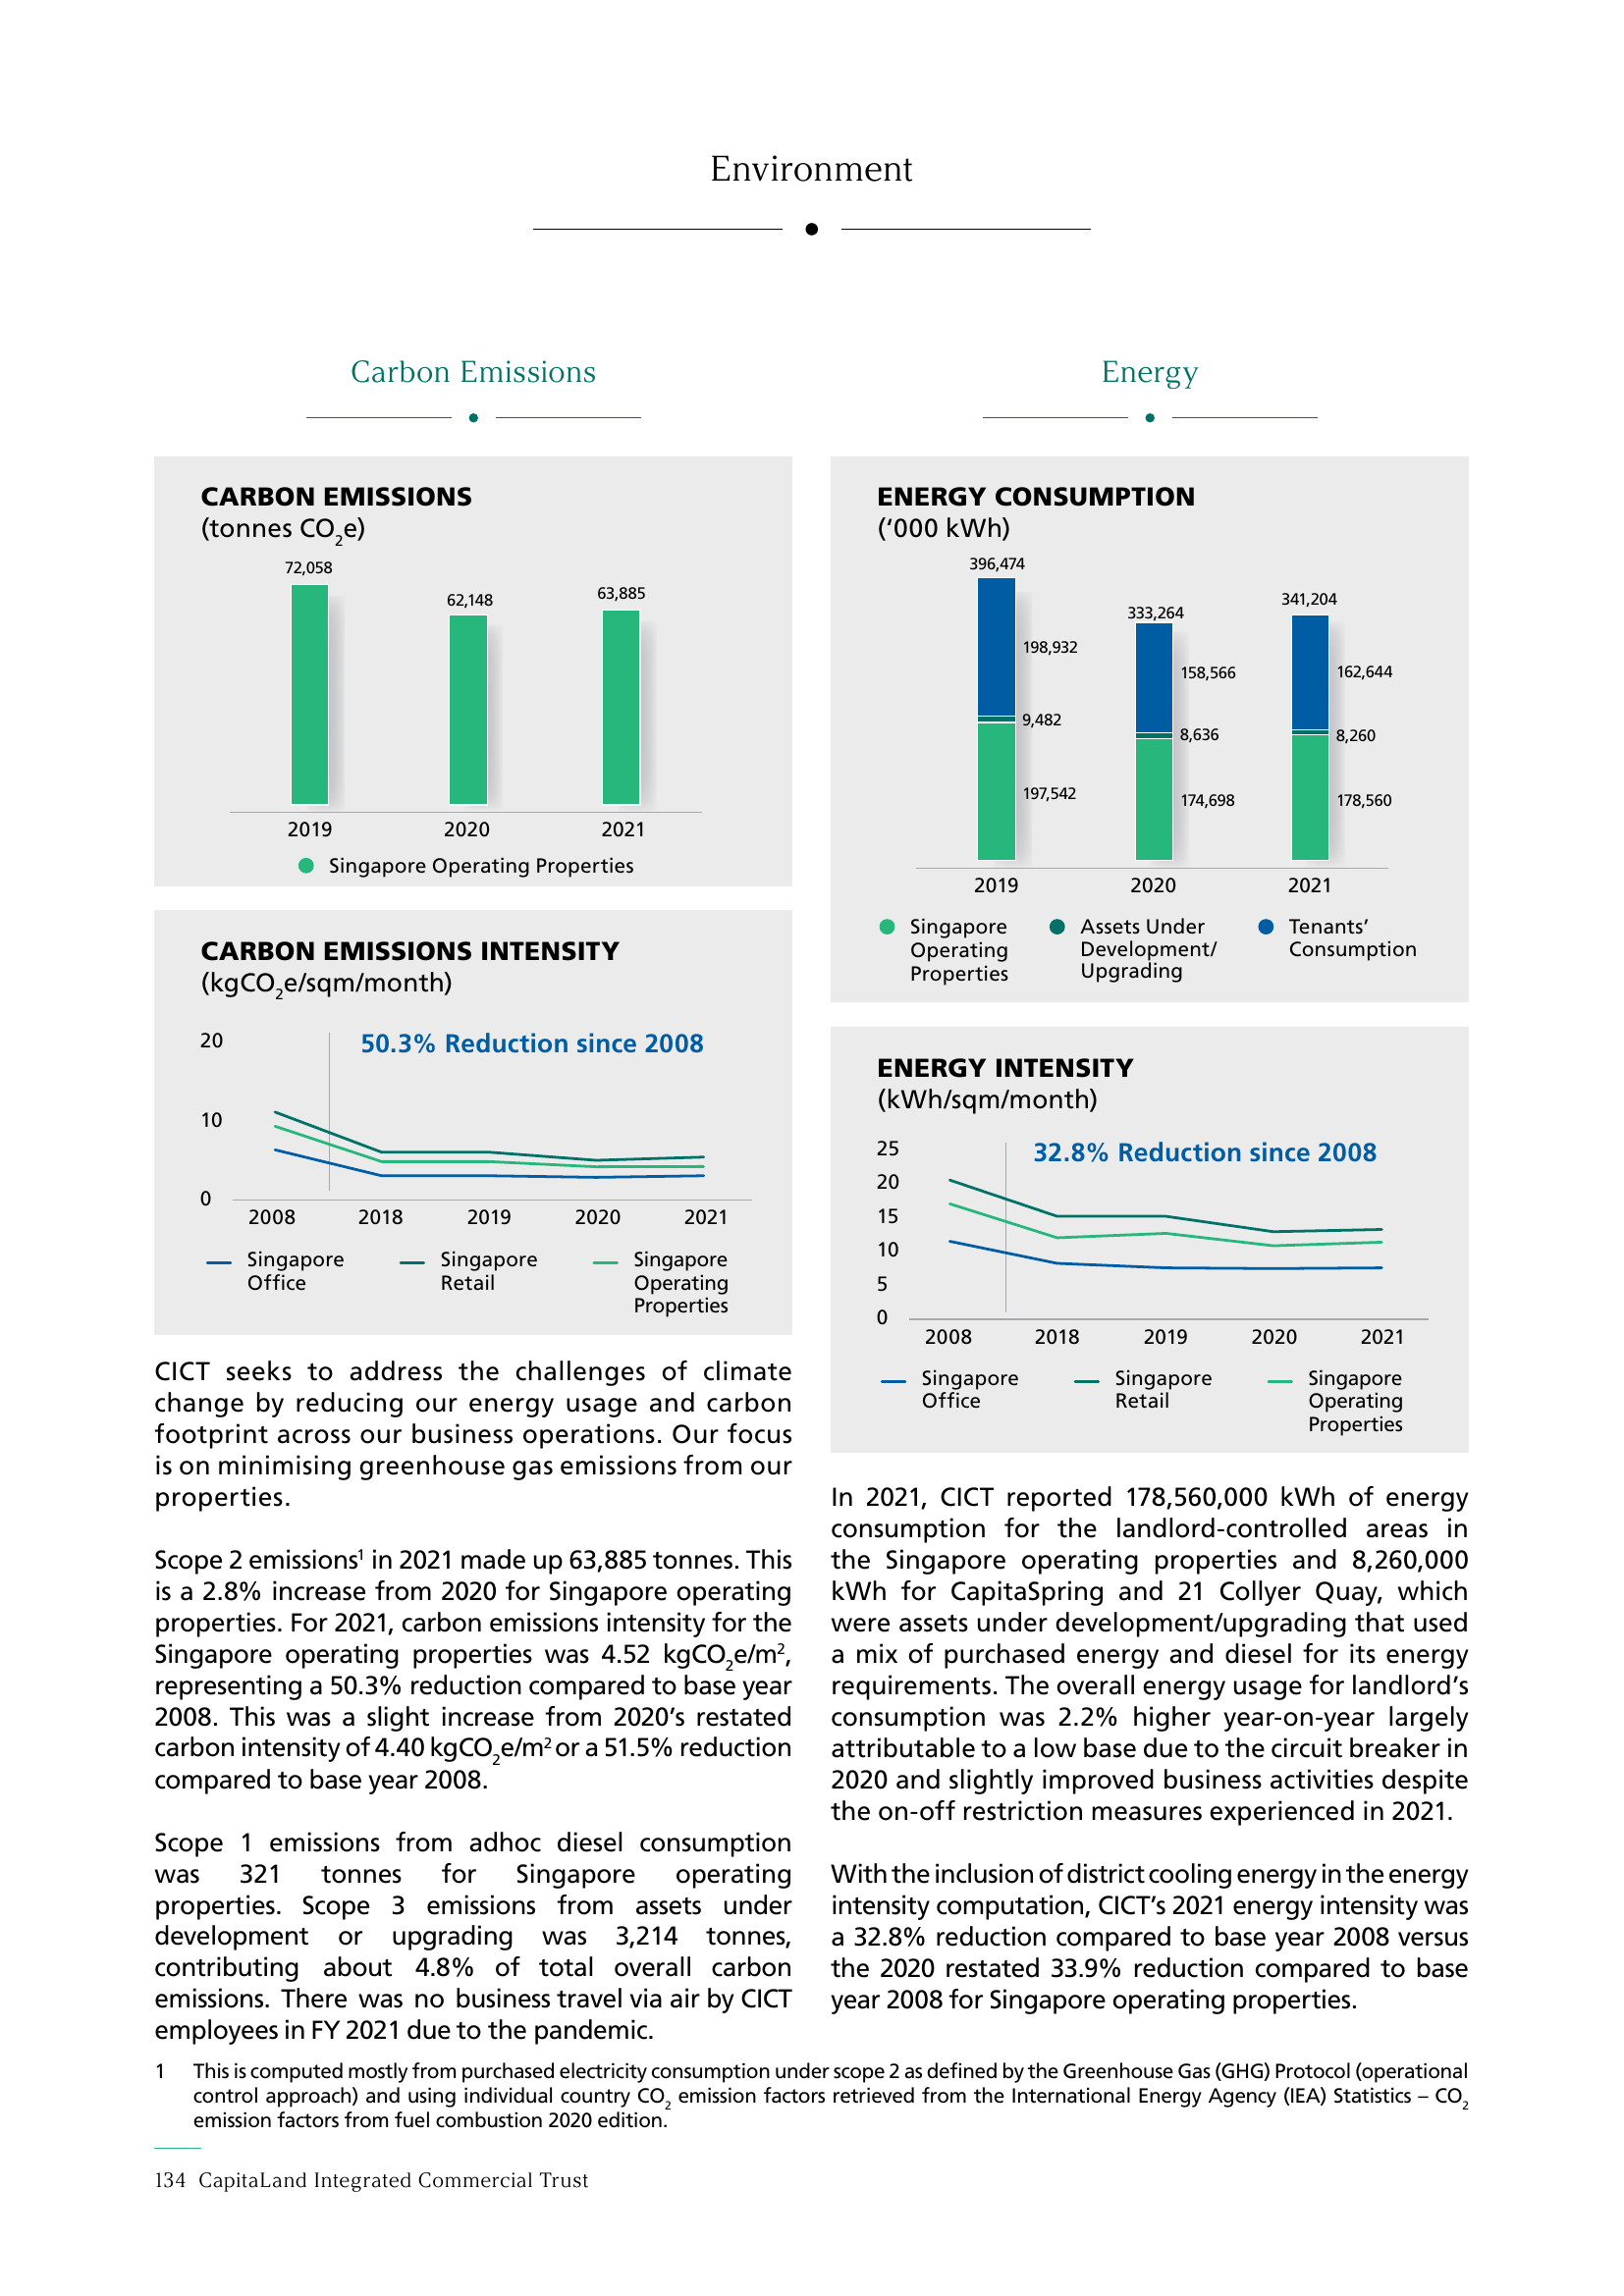 Environment
Carbon Emissions
CARBON EMISSIONS
(tonnes CO2e)
72,058
62,148
63,885
2019
2020
2021
Singapore Operating Properties
CARBON EMISSIONS INTENSITY
(kgCO2e/sqm/month)
50.3% Reduction since 2008
20
10
0
2008
2018
2019
2020
2021
Singapore
Office
Singapore
Retail
Singapore
Operating
Properties
CICT seeks to address the challenges of climate
change by reducing our energy usage and carbon
footprint across our business operations. Our focus
is on minimising greenhouse gas emissions from our
properties.
Scope 2 emissions1 in 2021 made up 63,885 tonnes. This
is a 2.8% increase from 2020 for Singapore operating
properties. For 2021, carbon emissions intensity for the
Singapore operating properties was 4.52 kgCO2e/m2,
representing a 50.3% reduction compared to base year
2008. This was a slight increase from 2020’s restated
carbon intensity of 4.40 kgCO2e/m2 or a 51.5% reduction
compared to base year 2008.
Scope 1 emissions from adhoc diesel consumption
was 321 tonnes for Singapore operating
properties. Scope 3 emissions from assets under
development or upgrading was 3,214 tonnes,
contributing about 4.8% of total overall carbon
emissions. There was no business travel via air by CICT
employees in FY 2021 due to the pandemic.
Energy
ENERGY CONSUMPTION
(‘000 kWh)
396,474
198,932
9,482
197,542
333,264
158,566
8,636
174,698
341,204
162,644
8,260
178,560
2019
2020
2021
Singapore
Operating
Properties
Assets Under
Development/
Upgrading
Tenants’
Consumption
ENERGY INTENSITY
(kWh/sqm/month)
32.8% Reduction since 2008
25
20
15
10
5
0
2008
2018
2019
2020
2021
Singapore
Office
Singapore
Retail
Singapore
Operating
Properties
In 2021, CICT reported 178,560,000 kWh of energy
consumption for the landlord-controlled areas in
the Singapore operating properties and 8,260,000
kWh for CapitaSpring and 21 Collyer Quay, which
were assets under development/upgrading that used
a mix of purchased energy and diesel for its energy
requirements. The overall energy usage for landlord’s
consumption was 2.2% higher year-on-year largely
attributable to a low base due to the circuit breaker in
2020 and slightly improved business activities despite
the on-off restriction measures experienced in 2021.
With the inclusion of district cooling energy in the energy
intensity computation, CICT’s 2021 energy intensity was
a 32.8% reduction compared to base year 2008 versus
the 2020 restated 33.9% reduction compared to base
year 2008 for Singapore operating properties.
1 This is computed mostly from purchased electricity consumption under scope 2 as defined by the Greenhouse Gas (GHG) Protocol (operational
control approach) and using individual country CO2 emission factors retrieved from the International Energy Agency (IEA) Statistics – CO2
emission factors from fuel combustion 2020 edition.
134 CapitaLand Integrated Commercial Trust